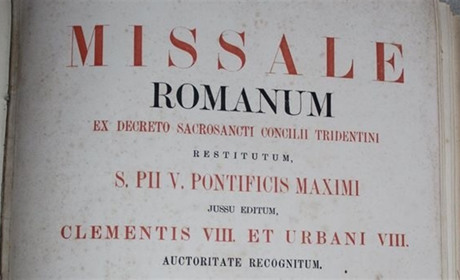 MISSALE
ROMANUM
EX DECRETO SACROSANCTI CONCILII TRIDENTINI
RESTITUTUM,
S. PII V. PONTIFICIS MAXIMI
JUSSU EDITUM,
CLEMENTIS VIII. ET URBANI VIII.
AUCTORITATE RECOGNITUM.